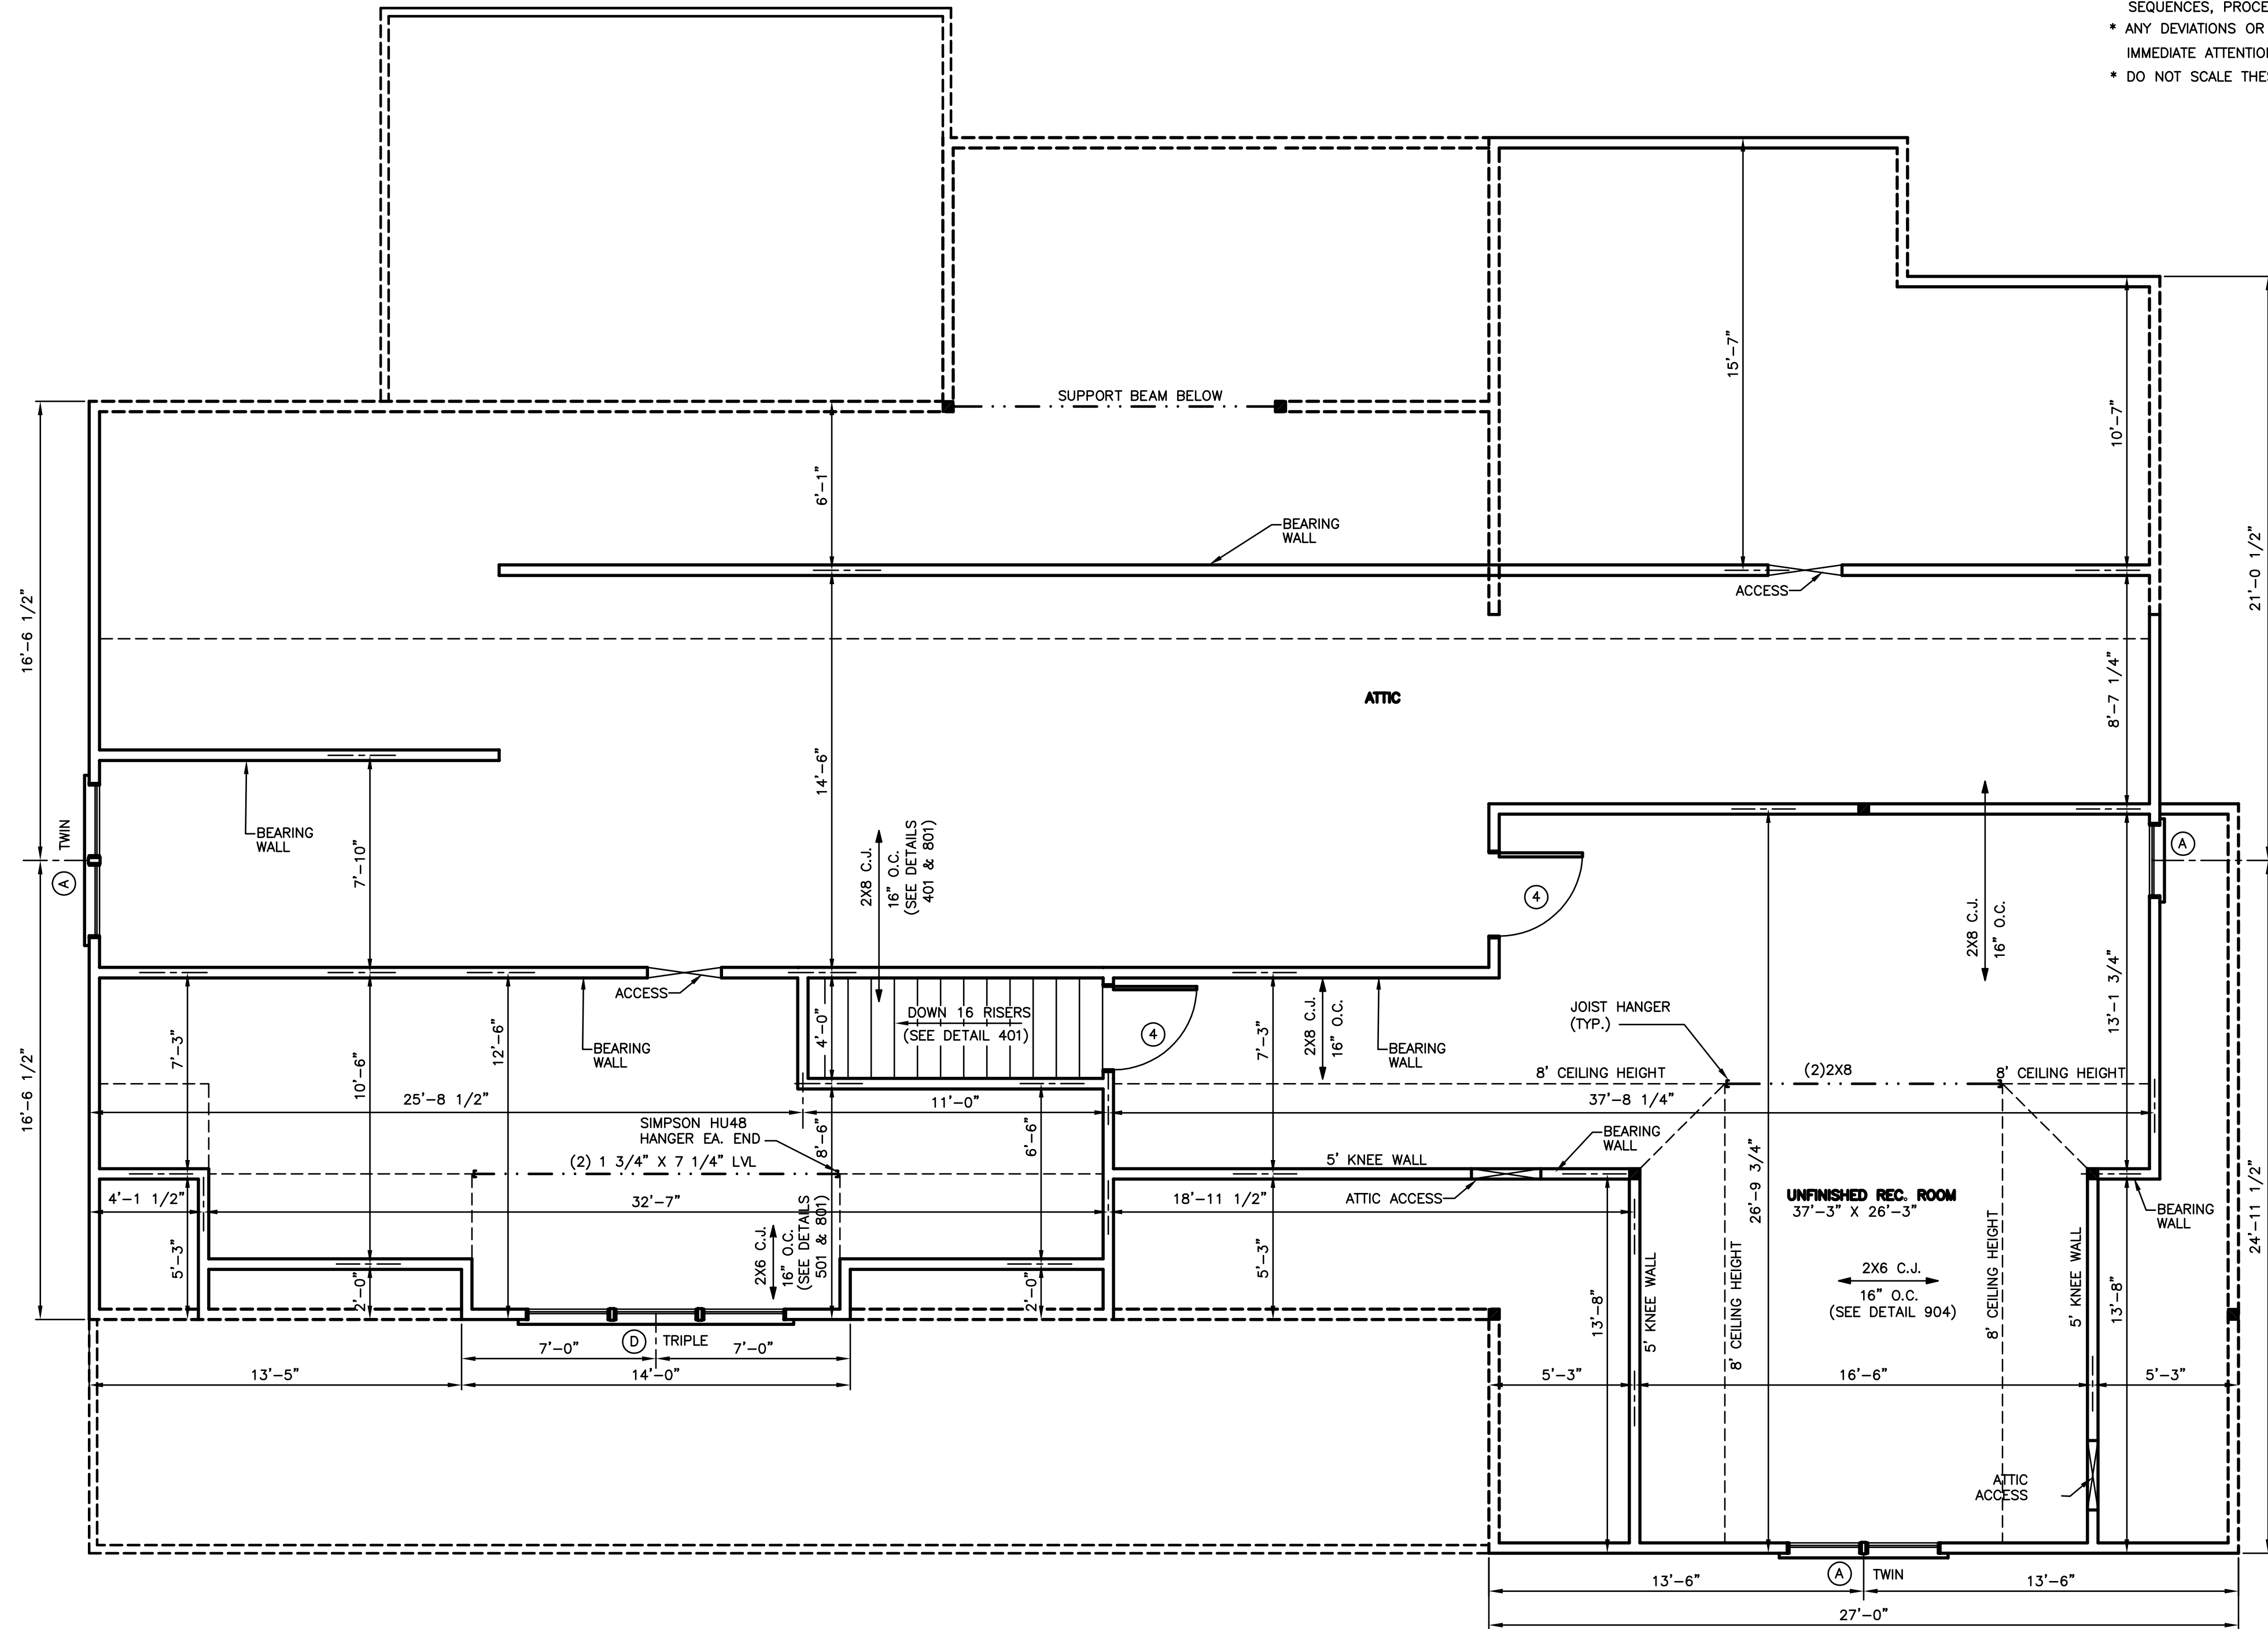 SEQUENCES, PROCE
* ANY DEVIATIONS OR
IMMEDIATE ATTENTION
* DO NOT SCALE THES
SUPPORT BEAM BELOW
15'-7"
10'-7"
6'-1"
BEARING
WALL
ACCESS
16'-6 1/2"
21'-0 1/2"
ATTIC
8'-7 1/4"
14'-6"
TWIN
A
BEARING
WALL
7'-10"
2X8 C.J.
16" O.C.
(SEE DETAILS
401 & 801)
4
A
2X8 C.J.
16" O.C.
ACCESS
DOWN 16 RISERS
(SEE DETAIL 401)
4
JOIST HANGER
(TYP.)
13'-1 3/4"
7'-3"
10'-6"
12'-6"
BEARING
WALL
4'-0"
7'-3"
2X8 C.J.
16" O.C.
BEARING
WALL
8' CEILING HEIGHT
(2)2X8
8' CEILING HEIGHT
25'-8 1/2"
11'-0"
37'-8 1/4"
16'-6 1/2"
SIMPSON HU48
HANGER EA. END
(2) 1 3/4" X 7 1/4" LVL
8'-6"
6'-6"
BEARING
WALL
26'-9 3/4"
5' KNEE WALL
4'-1 1/2"
32'-7"
18'-11 1/2"
ATTIC ACCESS
UNFINISHED REC. ROOM
37'-3" X 26'-3"
BEARING
WALL
24'-11 1/2"
5'-3"
2'-0"
2X6 C.J.
16" O.C.
(SEE DETAILS
501 & 801)
2'-0"
5'-3"
13'-8"
5' KNEE WALL
8' CEILING HEIGHT
2X6 C.J.
16" O.C.
(SEE DETAIL 904)
8' CEILING HEIGHT
5' KNEE WALL
13'-8"
D
TRIPLE
7'-0"
7'-0"
13'-5"
14'-0"
5'-3"
16'-6"
5'-3"
ATTIC
ACCESS
A
TWIN
13'-6"
13'-6"
27'-0"